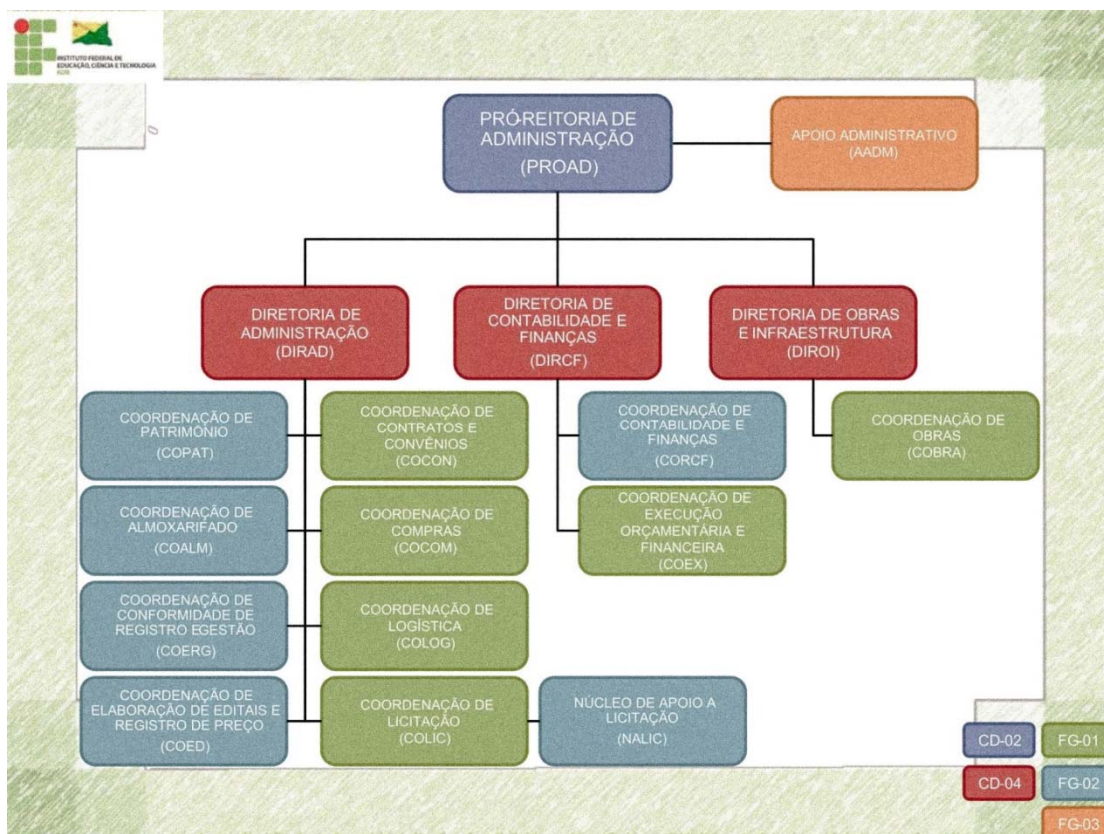 INSTITUTO FEDERAL DE
EDUCAÇÃO, CIÊNCIA E TECNOLOGIA
ACRE
PRÓ-REITORIA DE
ADMINISTRAÇÃO
(PROAD)
APOIO ADMINISTRATIVO
(AADM)
DIRETORIA DE
ADMINISTRAÇÃO
(DIRAD)
DIRETORIA DE
CONTABILIDADE E
FINANÇAS
(DIRCF)
DIRETORIA DE OBRAS
E INFRAESTRUTURA
(DIROI)
COORDENAÇÃO DE
PATRIMÔNIO
(COPAT)
COORDENAÇÃO DE
CONTRATOS E
CONVÊNIOS
(COCON)
COORDENAÇÃO DE
CONTABILIDADE E
FINANÇAS
(CORCF)
COORDENAÇÃO DE
OBRAS
(COBRA)
COORDENAÇÃO DE
ALMOXARIFADO
(COALM)
COORDENAÇÃO DE
COMPRAS
(COCOM)
COORDENAÇÃO DE
EXECUÇÃO
ORÇAMENTÁRIA E
FINANCEIRA
(COEX)
COORDENAÇÃO DE
CONFORMIDADE DE
REGISTRO EGESTÃO
(COERG)
COORDENAÇÃO DE
LOGÍSTICA
(COLOG)
COORDENAÇÃO DE
ELABORAÇÃO DE EDITAIS E
REGISTRO DE PREÇO
(COED)
COORDENAÇÃO DE
LICITAÇÃO
(COLIC)
NÚCLEO DE APOIO A
LICITAÇÃO
(NALIC)
CD-02
FG-01
CD-04
FG-02
FG-03